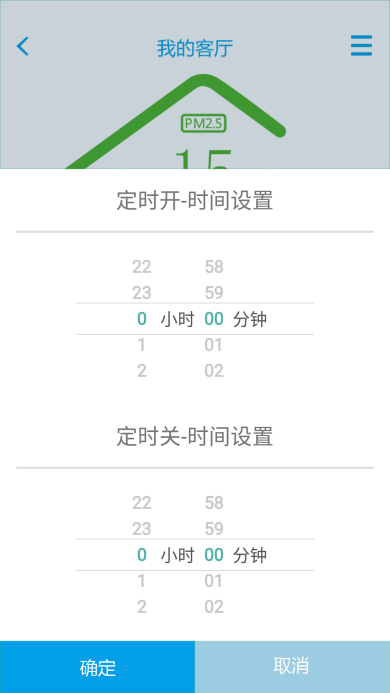 我的客厅
PM2.5
定时开-时间设置
22 58
23 59
0 小时 00 分钟
1 01
2 02
定时关-时间设置
22 58
23 59
0 小时 00 分钟
1 01
2 02
确定 取消